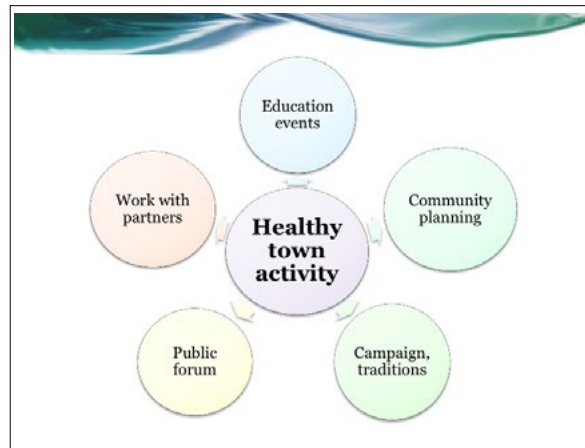 Education
events
Work with
partners
Community
planning
Healthy
town
activity
Public
forum
Campaign,
traditions